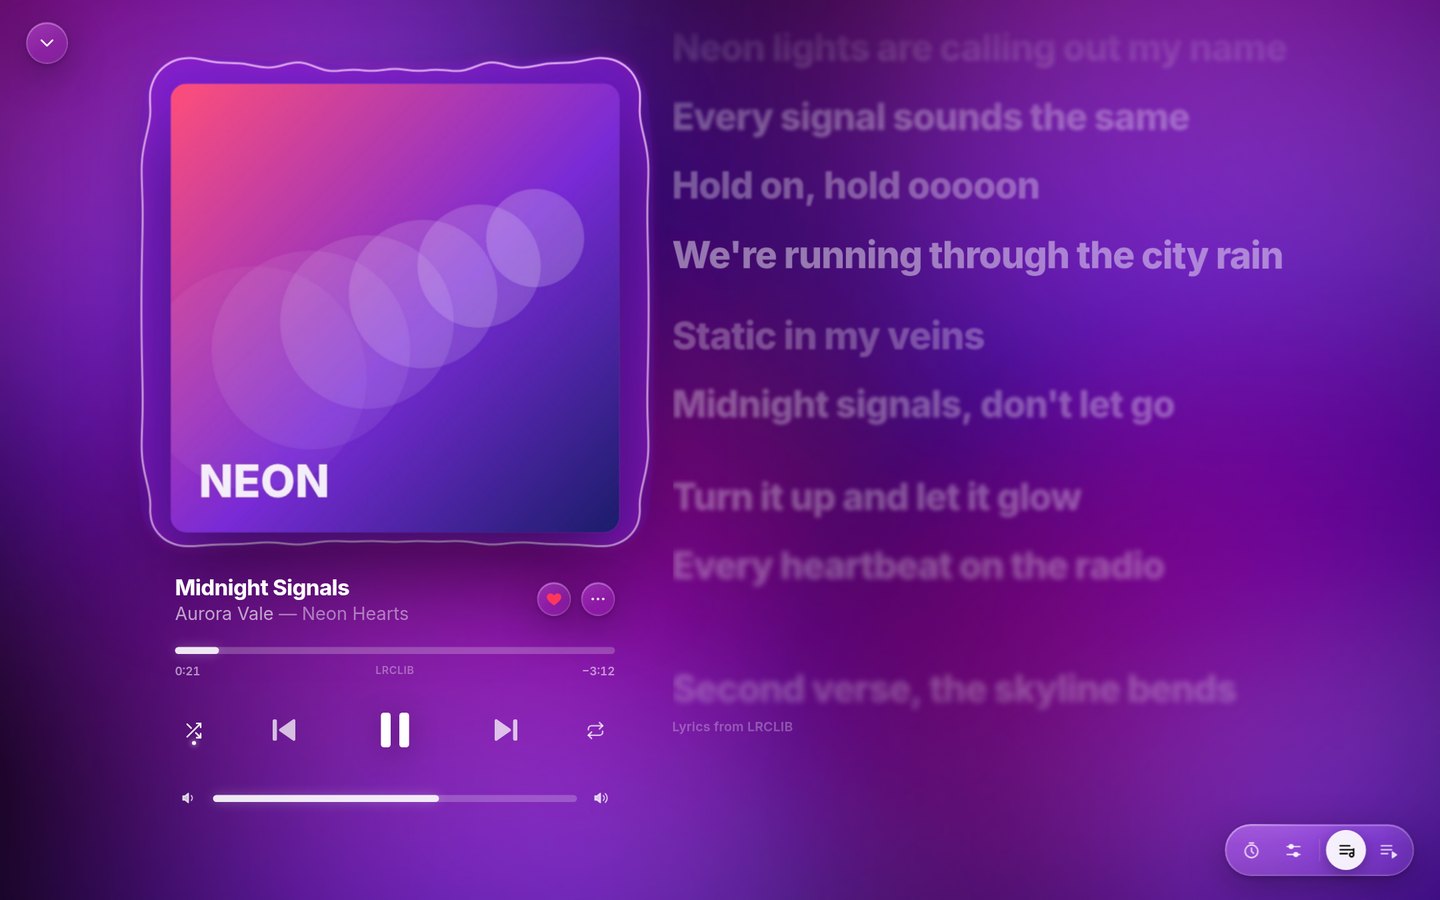 Neon lights are calling out my name
Every signal sounds the same
Hold on, hold ooooon
We're running through the city rain
Static in my veins
Midnight signals, don't let go
Turn it up and let it glow
Every heartbeat on the radio
Second verse, the skyline bends
Lyrics from LRCLIB
NEON
Midnight Signals
Aurora Vale — Neon Hearts
0:21 LRCLIB −3:12